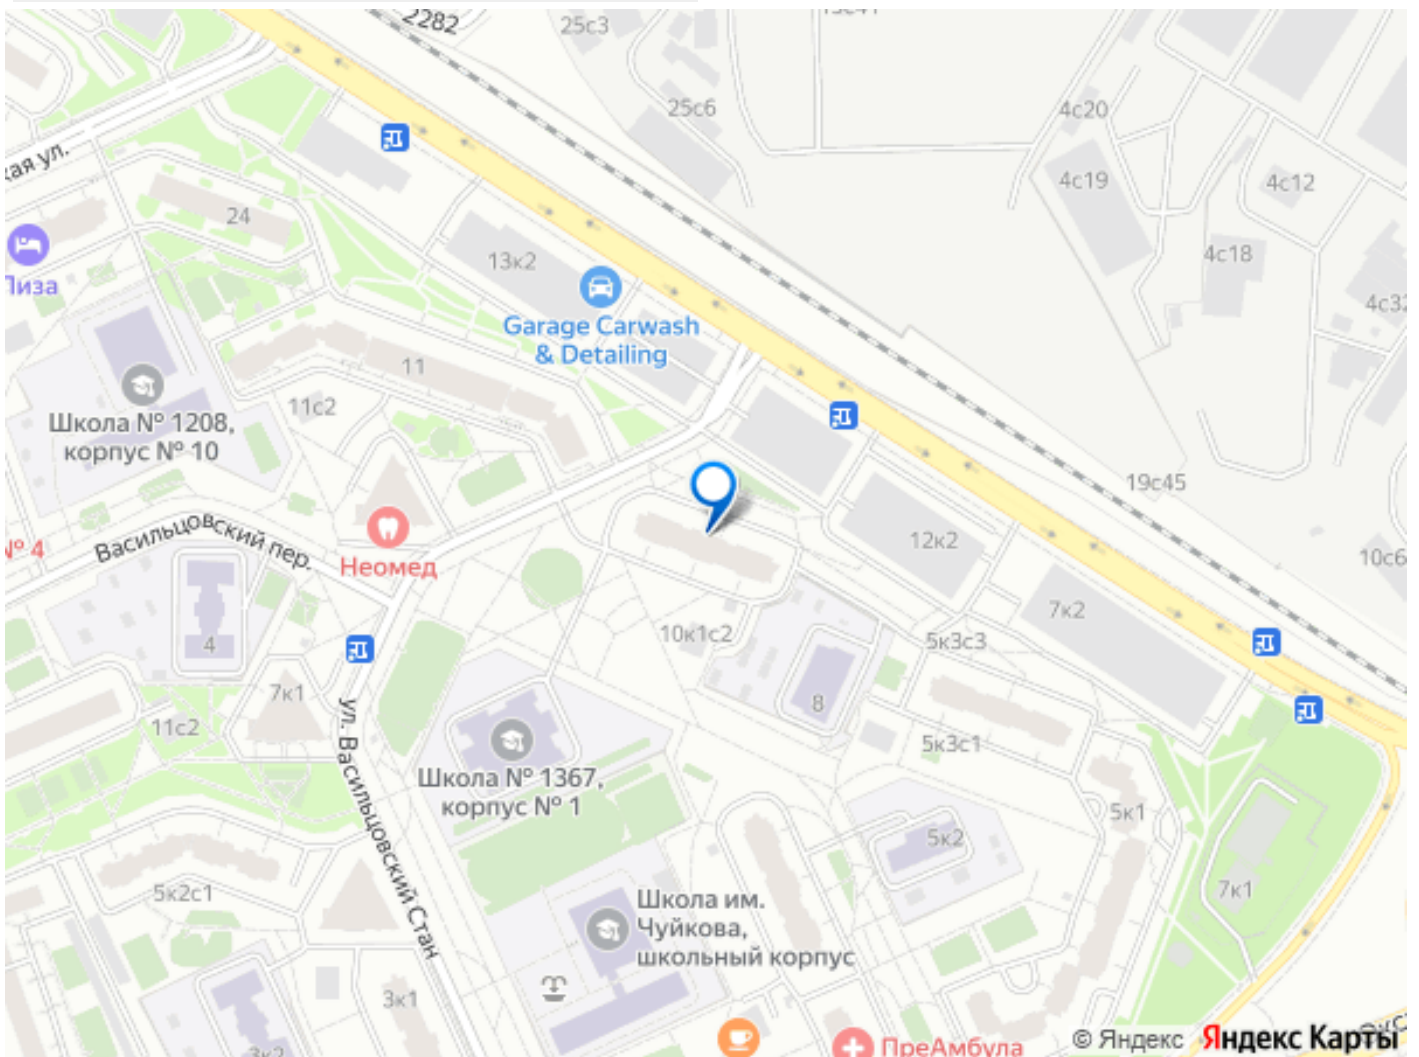 2282
25с3
25с6
4с20
4с19
4с12
4с18
4с32
кая ул.
24
Лиза
13к2
Garage Carwash
& Detailing
11
11с2
Школа № 1208,
корпус № 10
19с45
10с6
Васильцовский пер.
№ 4
Неомед
12к2
7к2
10к1с2
5к3с3
4
8
7к1
11с2
ул. Васильцовский Стан
5к3с1
Школа № 1367,
корпус № 1
5к1
5к2
5к2с1
7к1
Школа им.
Чуйкова,
школьный корпус
3к1
3к2
ПреАмбула
© Яндекс
Яндекс Карты